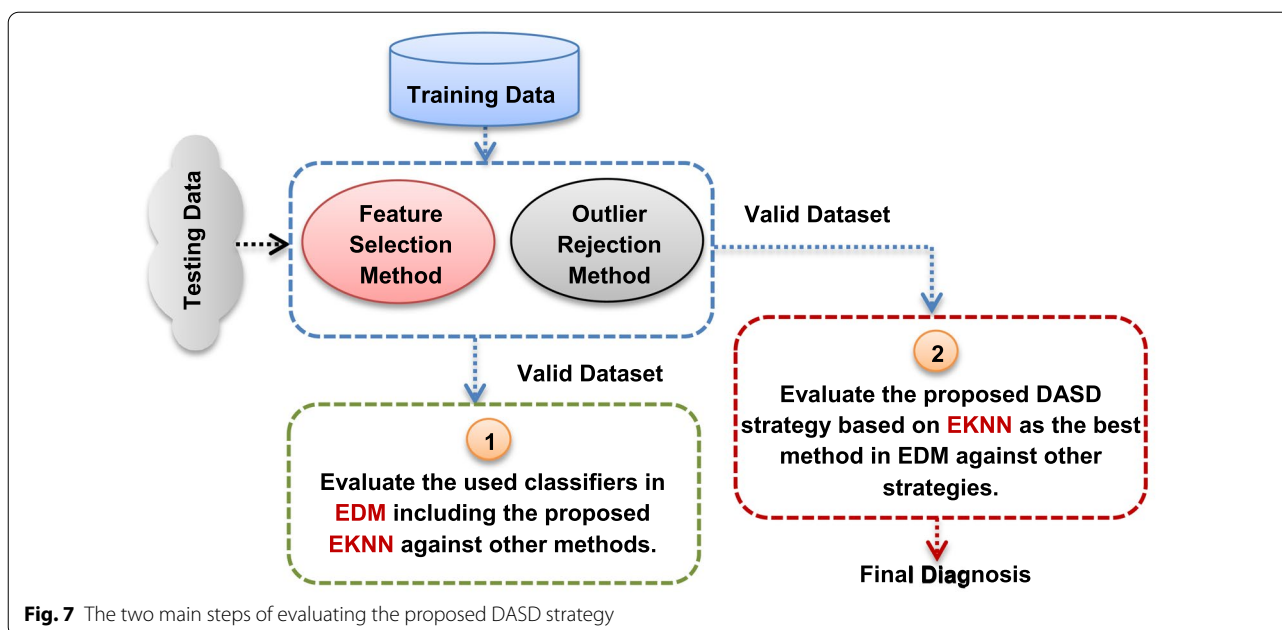 Training Data
Testing Data
Feature
Selection
Method
Outlier
Rejection
Method
Valid Dataset
Valid Dataset
1
Evaluate the used classifiers in
EDM including the proposed
EKNN against other methods.
2
Evaluate the proposed DASD
strategy based on EKNN as the best
method in EDM against other
strategies.
Final Diagnosis
Fig. 7 The two main steps of evaluating the proposed DASD strategy